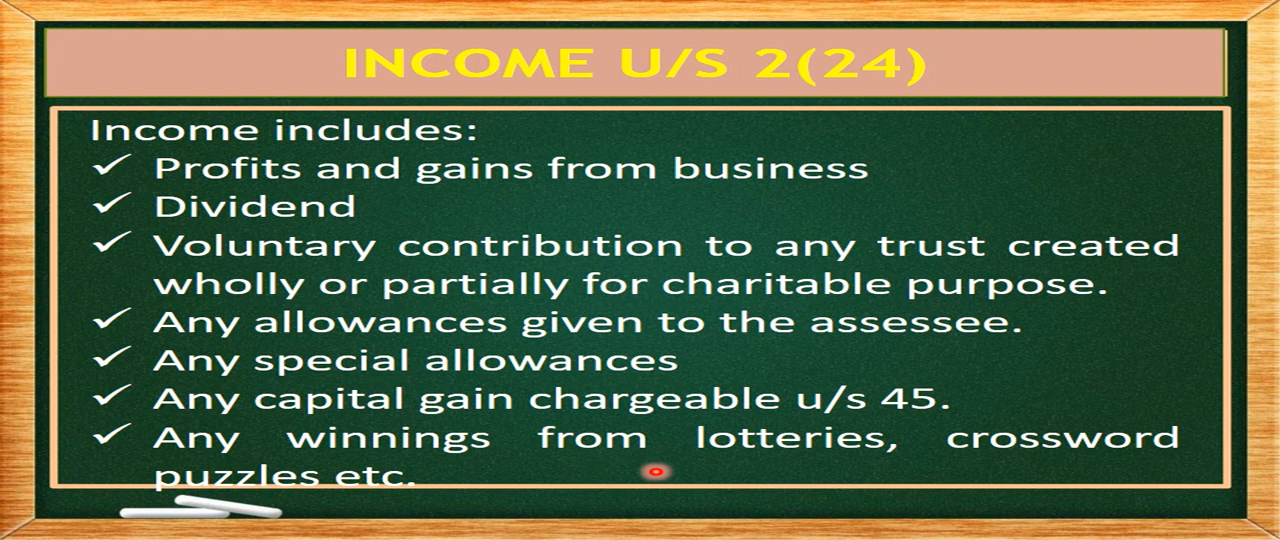 INCOME U/S 2(24)
Income includes:
✓ Profits and gains from business
✓ Dividend
✓ Voluntary contribution to any trust created
wholly or partially for charitable purpose.
✓ Any allowances given to the assessee.
✓ Any special allowances
✓ Any capital gain chargeable u/s 45.
✓ Any winnings from lotteries, crossword
puzzles etc.